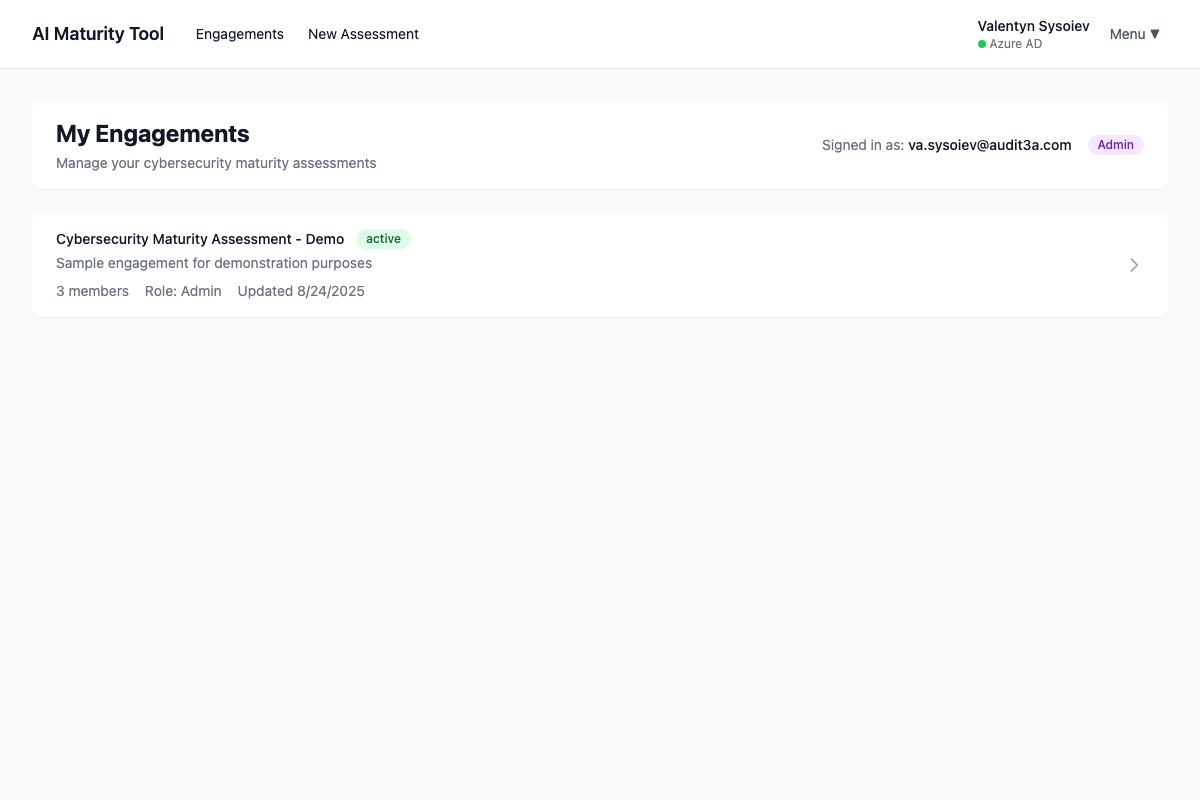 AI Maturity Tool
Engagements
New Assessment
Valentyn Sysoiev
Azure AD
Menu ▼
My Engagements
Manage your cybersecurity maturity assessments
Signed in as: va.sysoiev@audit3a.com
Admin
Cybersecurity Maturity Assessment - Demo
active
Sample engagement for demonstration purposes
3 members Role: Admin Updated 8/24/2025